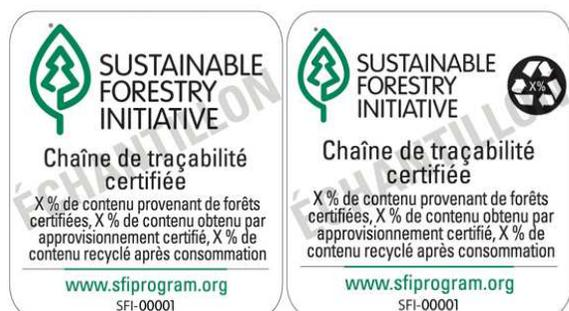 SUSTAINABLE
FORESTRY
INITIATIVE
Chaîne de traçabilité
certifiée
X % de contenu provenant de forêts
certifiées, X % de contenu obtenu par
approvisionnement certifié, X % de
contenu recyclé après consommation
www.sfiprogram.org
SFI-00001
ÉCHANTILLON
SUSTAINABLE
FORESTRY
INITIATIVE
X%
Chaîne de traçabilité
certifiée
X % de contenu provenant de forêts
certifiées, X % de contenu obtenu par
approvisionnement certifié, X % de
contenu recyclé après consommation
www.sfiprogram.org
SFI-00001
ÉCHANTILLON